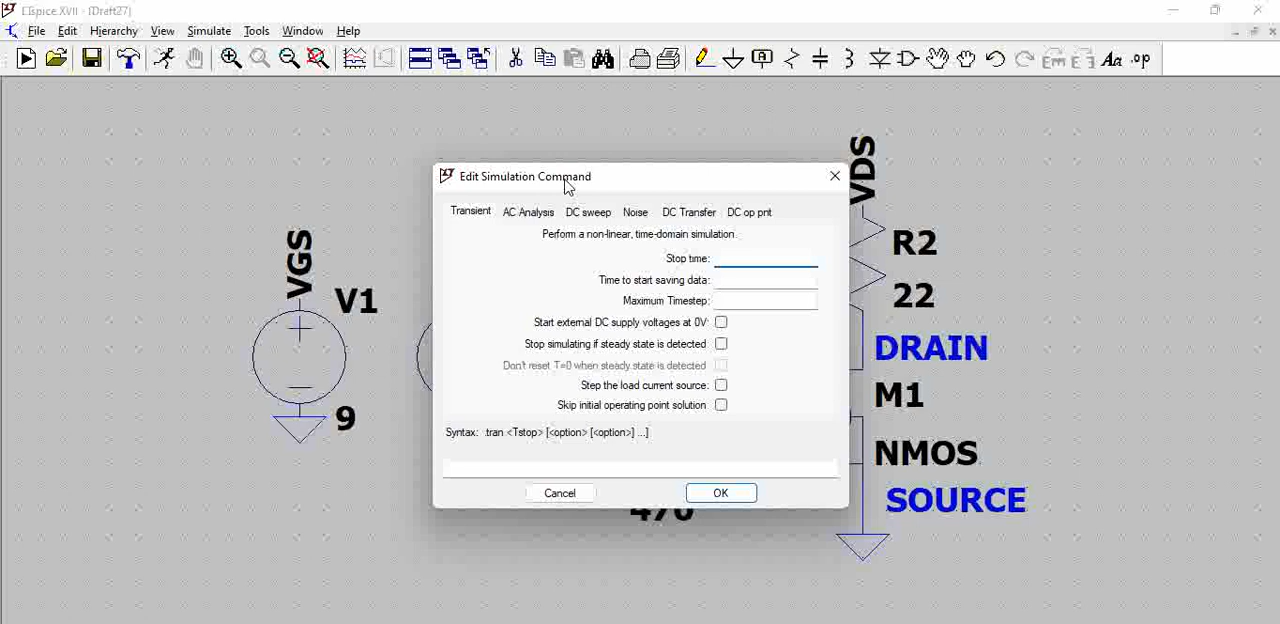 LTspice XVII - [Draft27]
File Edit Hierarchy View Simulate Tools Window Help
Aa .op
Edit Simulation Command
Transient AC Analysis DC sweep Noise DC Transfer DC op pnt
Perform a non-linear, time-domain simulation.
Stop time:
Time to start saving data:
Maximum Timestep:
Start external DC supply voltages at 0V:
Stop simulating if steady state is detected
Don't reset T=0 when steady state is detected
Step the load current source:
Skip initial operating point solution
Syntax: .tran <Tstop> [<option> [<option>] ...]
Cancel OK
VGS
V1
9
VDS
R2
22
DRAIN
M1
NMOS
SOURCE
470